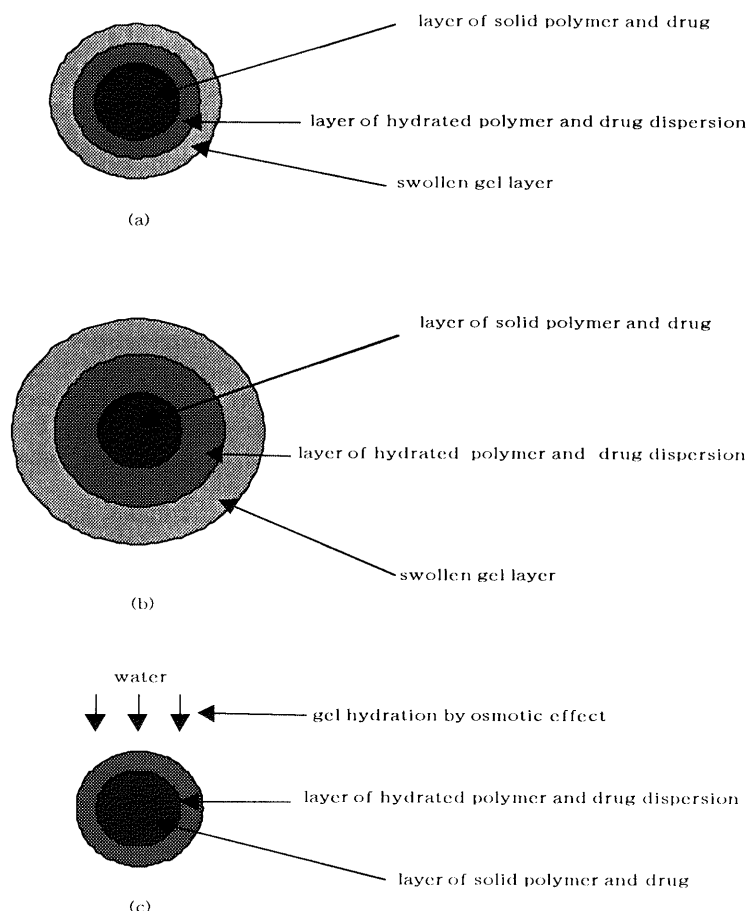 layer of solid polymer and drug
layer of hydrated polymer and drug dispersion
swollen gel layer
(a)
layer of solid polymer and drug
layer of hydrated polymer and drug dispersion
swollen gel layer
(b)
water
gel hydration by osmotic effect
layer of hydrated polymer and drug dispersion
layer of solid polymer and drug
(c)